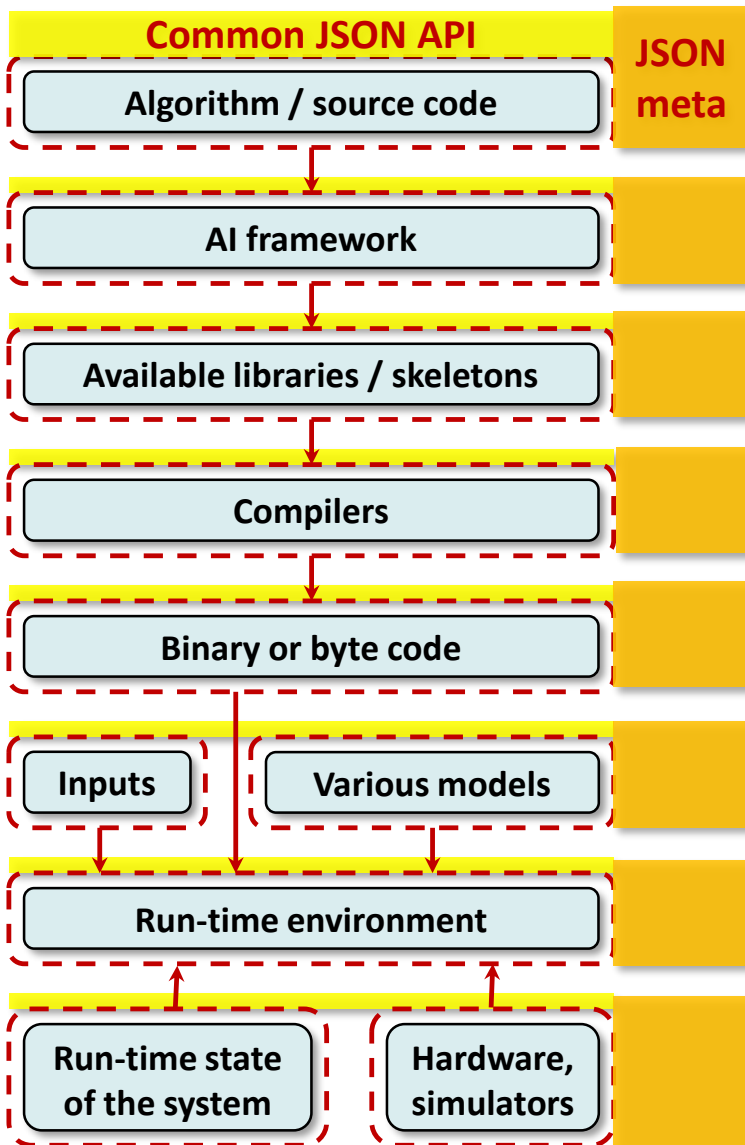 Common JSON API
JSON
meta
Algorithm / source code
AI framework
Available libraries / skeletons
Compilers
Binary or byte code
Inputs
Various models
Run-time environment
Run-time state
of the system
Hardware,
simulators